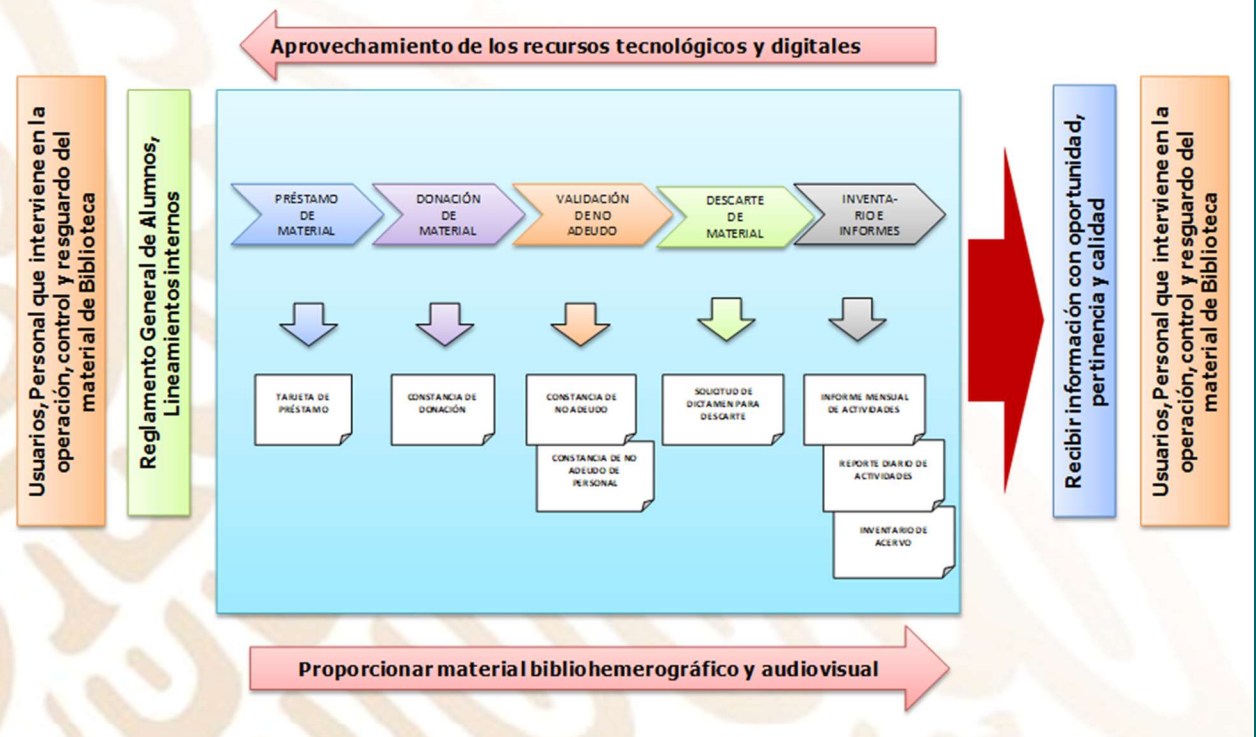 Aprovechamiento de los recursos tecnológicos y digitales
Usuarios, Personal que interviene en la
operación, control y resguardo del
material de Biblioteca
Reglamento General de Alumnos,
Lineamientos internos
PRÉSTAMO
DE
MATERIAL
DONACIÓN
DE
MATERIAL
VALIDACIÓN
DE NO
ADEUDO
DESCARTE
DE
MATERIAL
INVENTA-
RIO E
INFORMES
TARJETA DE
PRÉSTAMO
CONSTANCIA DE
DONACIÓN
CONSTANCIA DE
NO ADEUDO
CONSTANCIA DE NO
ADEUDO DE
PERSONAL
SOLICITUD DE
DICTAMEN PARA
DESCARTE
INFORME MENSUAL
DE ACTIVIDADES
REPORTE DIARIO DE
ACTIVIDADES
INVENTARIO DE
ACERVO
Recibir información con oportunidad,
pertinencia y calidad
Usuarios, Personal que interviene en la
operación, control y resguardo del
material de Biblioteca
Proporcionar material bibliohemerográfico y audiovisual